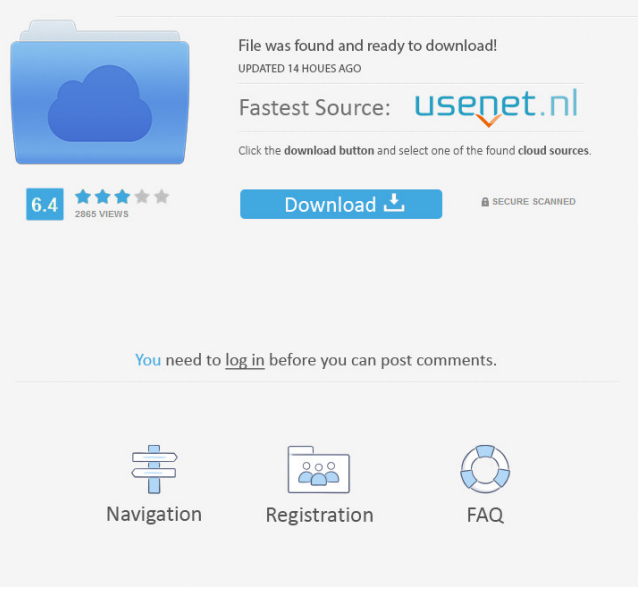 File was found and ready to download!
UPDATED 14 HOUES AGO
Fastest Source: usenet.nl
Click the download button and select one of the found cloud sources.
6.4
2865 VIEWS
Download
SECURE SCANNED
You need to log in before you can post comments.
Navigation
Registration
FAQ